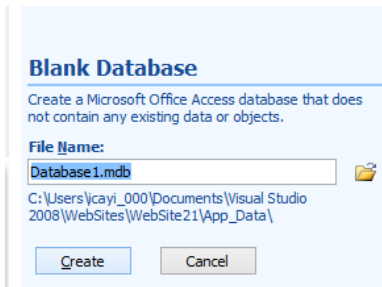 Blank Database
Create a Microsoft Office Access database that does
not contain any existing data or objects.
File Name:
Database1.mdb
C:\Users\jcayi_000\Documents\Visual Studio
2008\WebSites\WebSite21\App_Data\
Create
Cancel